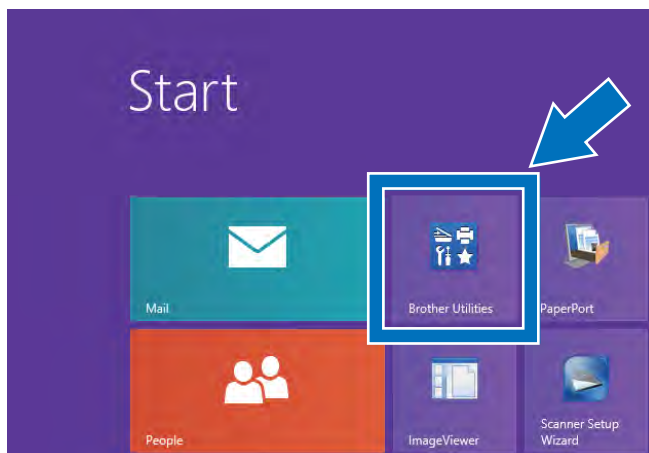 Start
Mail
Brother Utilities
PaperPort
People
ImageViewer
Scanner Setup
Wizard